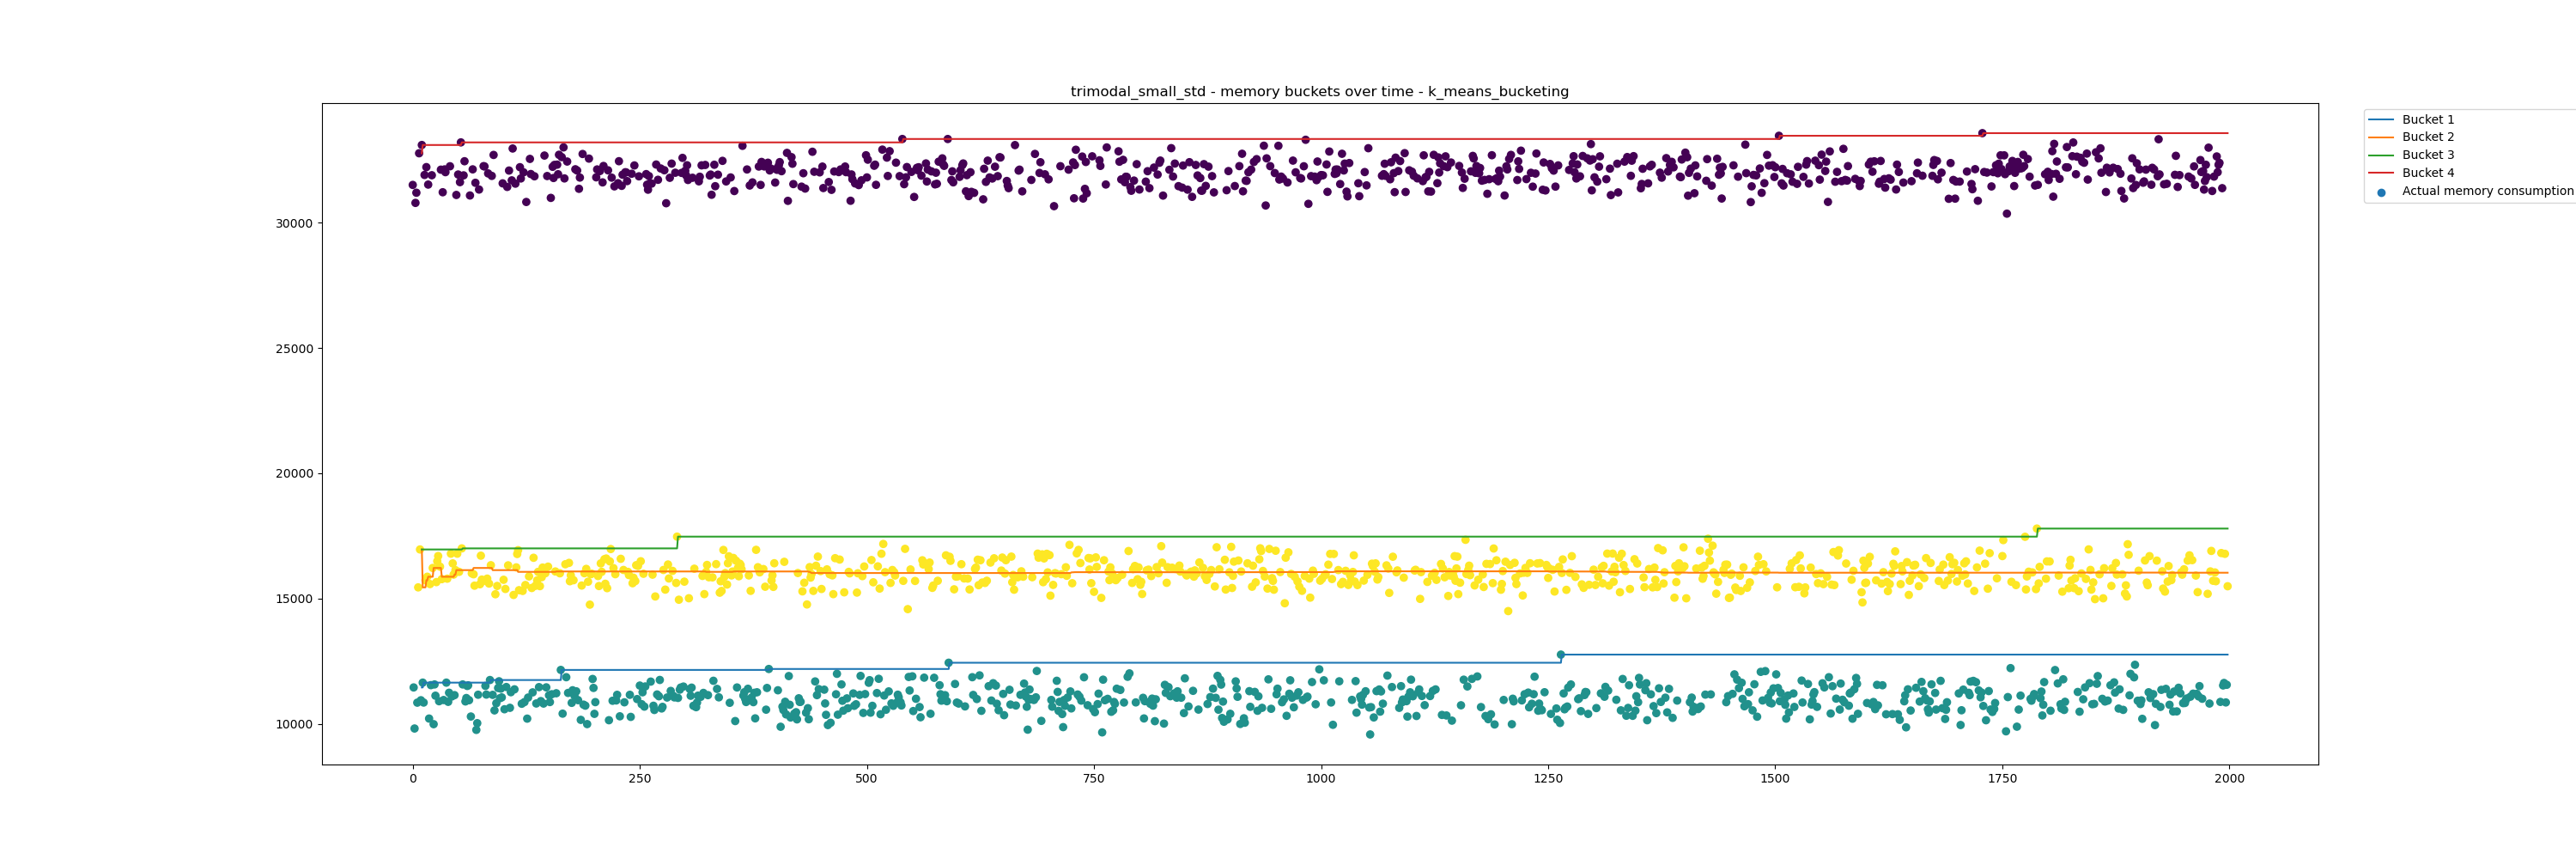 trimodal_small_std - memory buckets over time - k_means_bucketing
Bucket 1
Bucket 2
Bucket 3
Bucket 4
Actual memory consumption
30000
25000
20000
15000
10000
0 250 500 750 1000 1250 1500 1750 2000